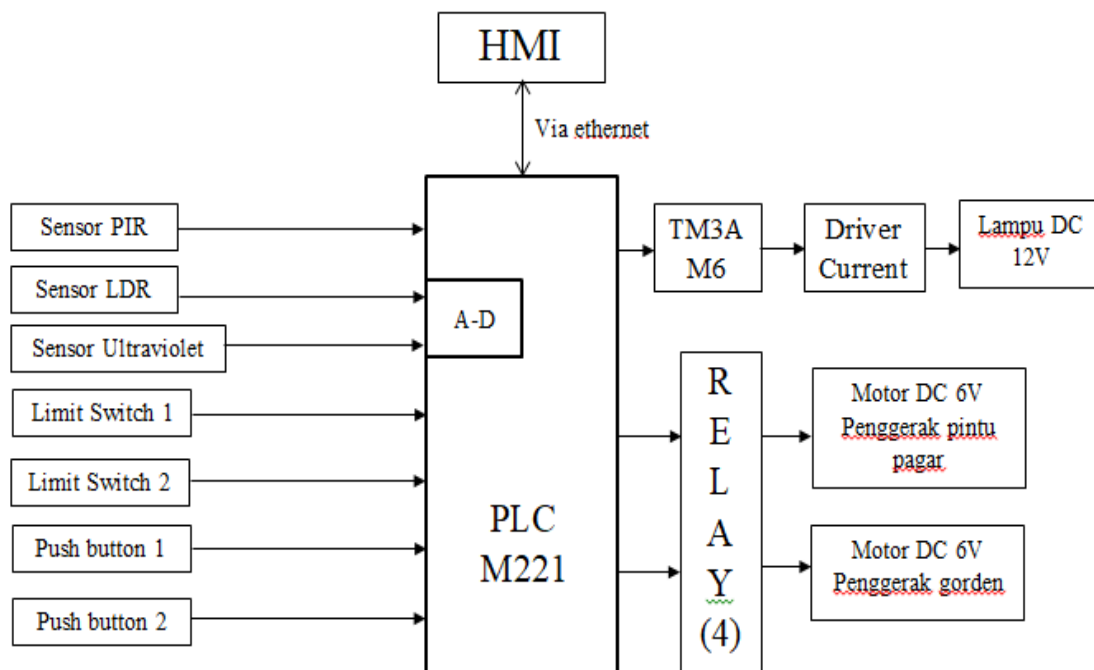 HMI
Via ethernet
Sensor PIR
Sensor LDR
Sensor Ultraviolet
Limit Switch 1
Limit Switch 2
Push button 1
Push button 2
A-D
PLC
M221
TM3A
M6
Driver
Current
Lampu DC
12V
R
E
L
A
Y
(4)
Motor DC 6V
Penggerak pintu
pagar
Motor DC 6V
Penggerak gorden